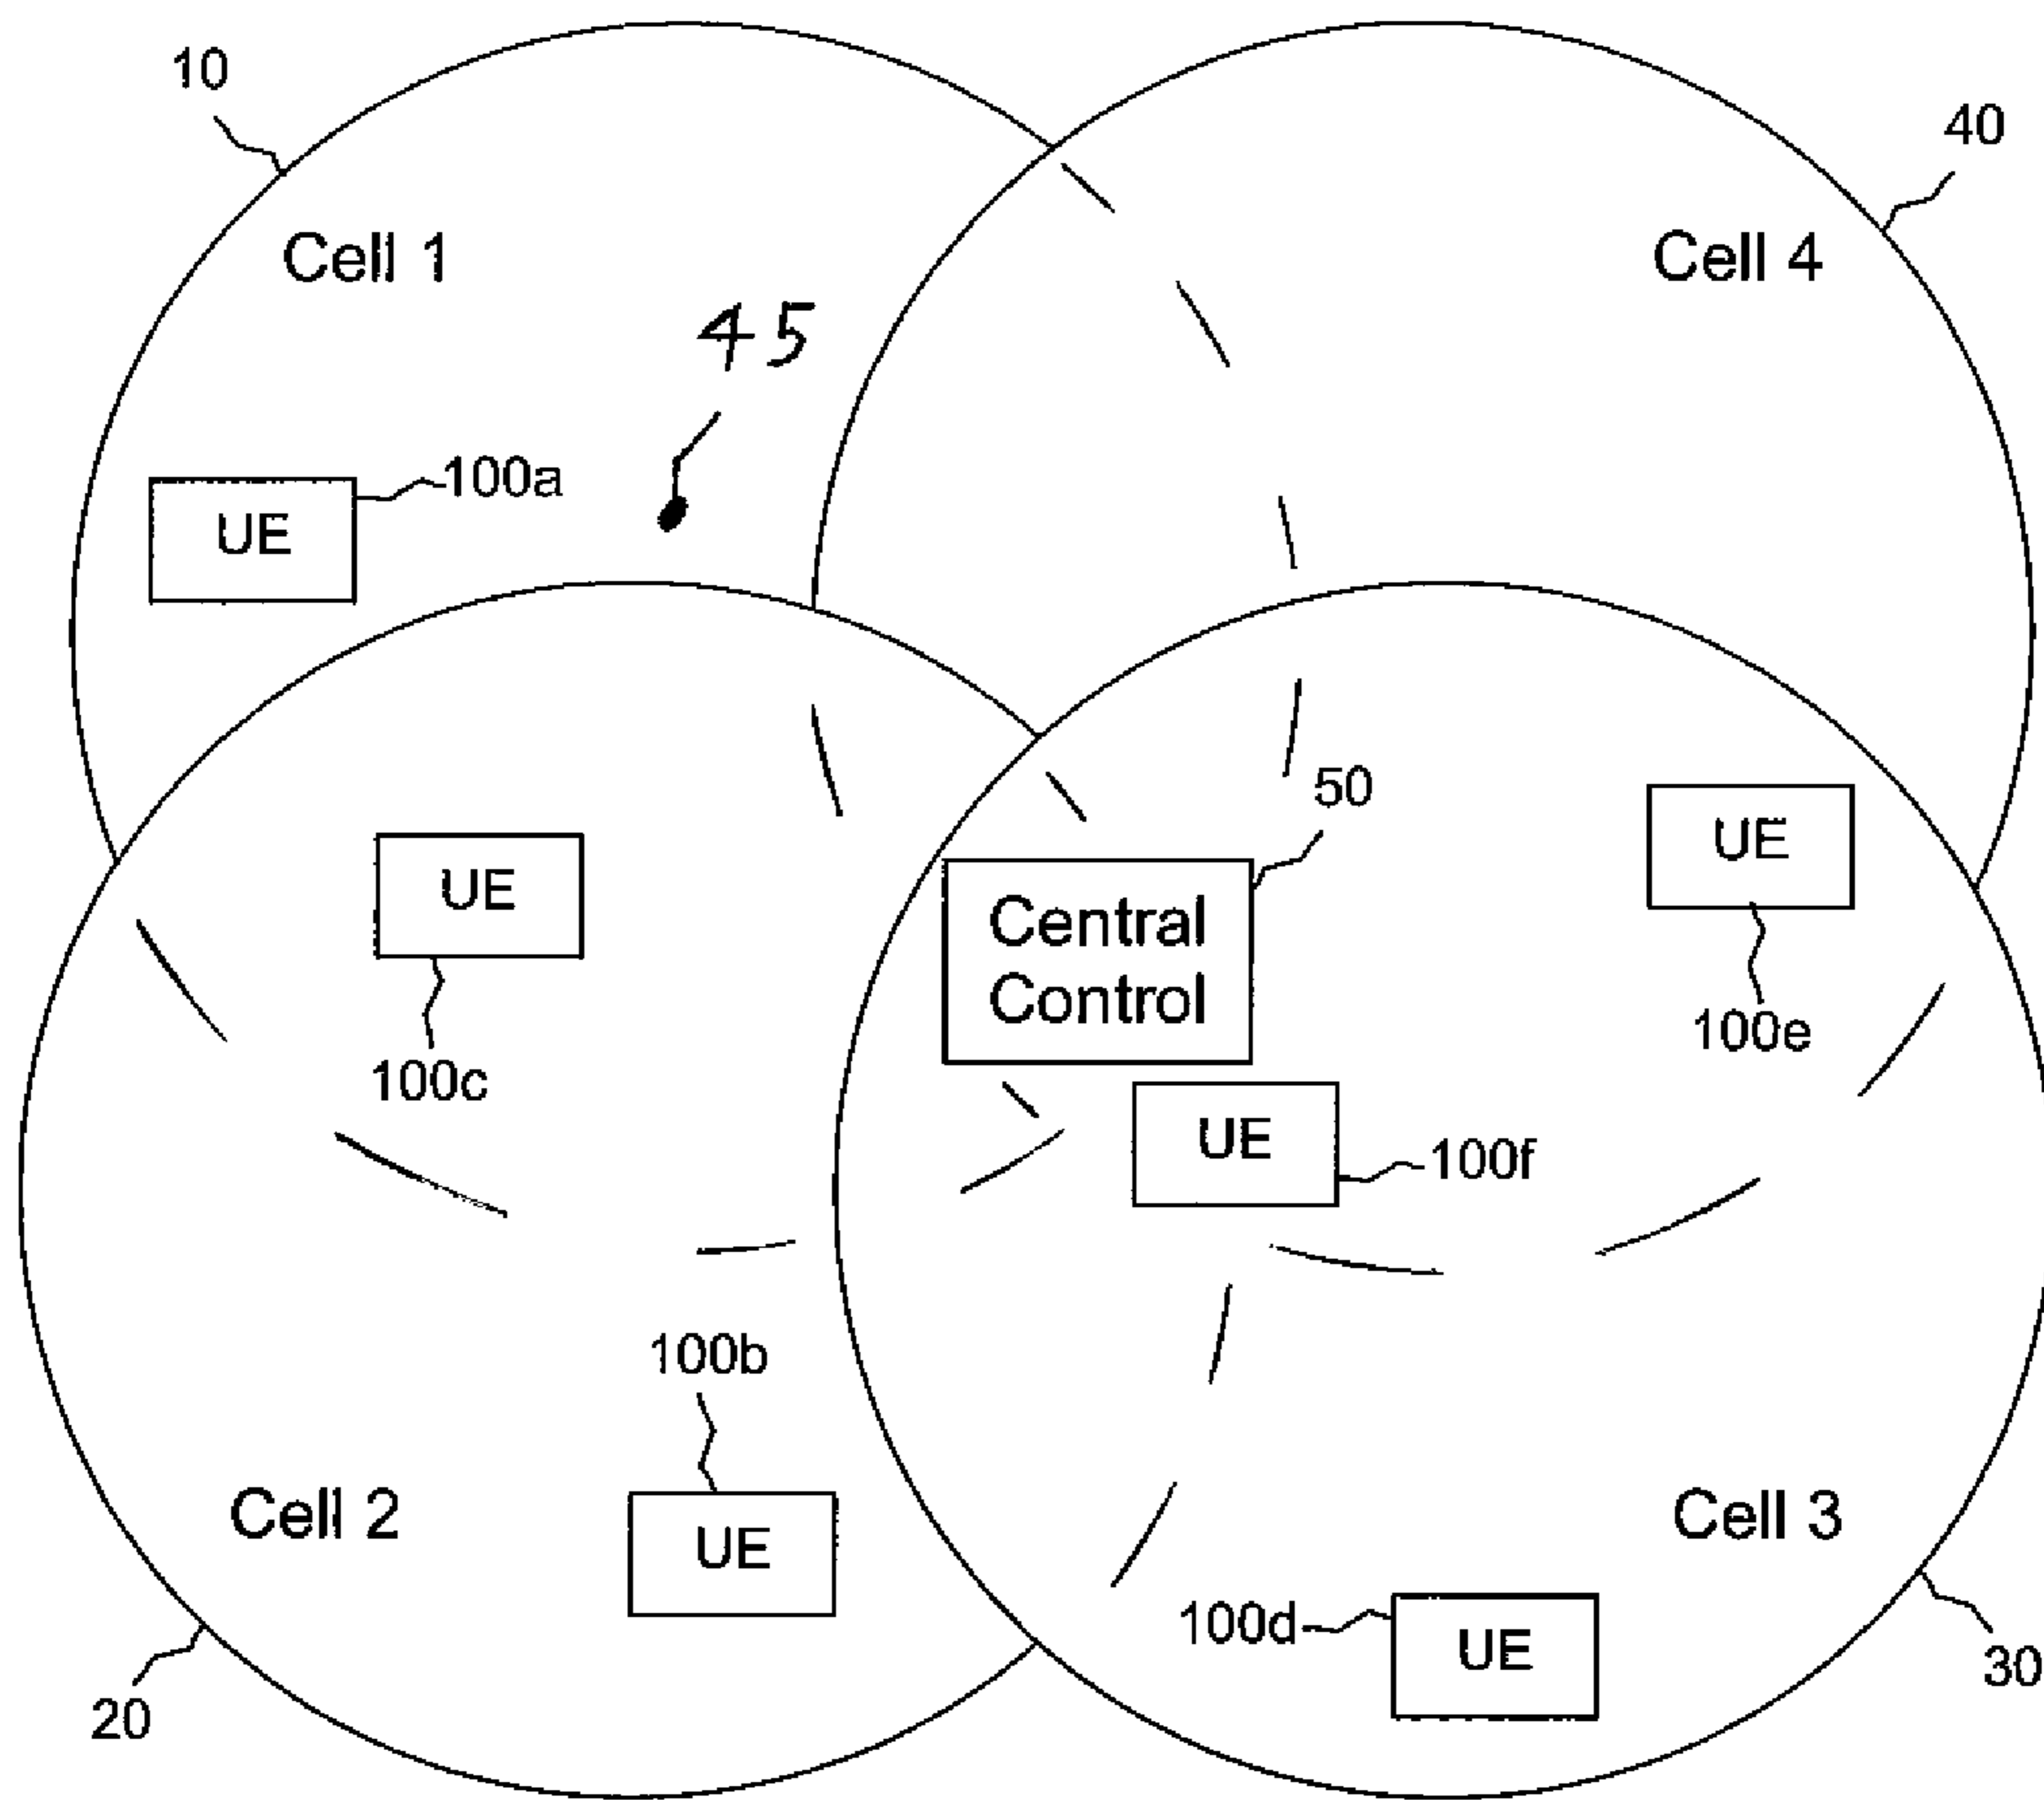 10
40
Cell 1
Cell 4
45
100a
UE
50
UE
UE
Central
Control
100e
100c
UE
100f
100b
Cell 2
Cell 3
UE
100d
UE
30
20